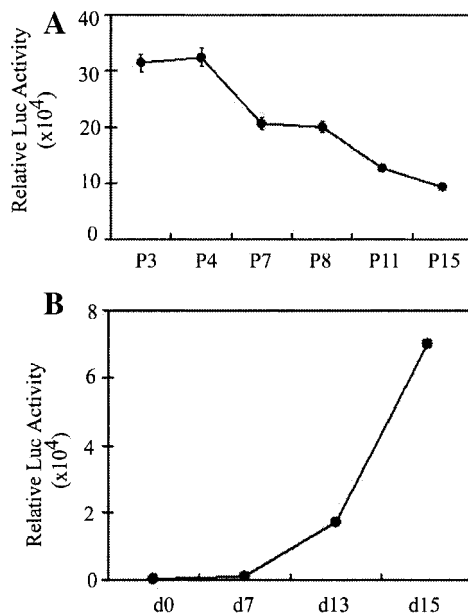 A
Relative Luc Activity
(x10⁴)
40
30
20
10
0
P3 P4 P7 P8 P11 P15
B
Relative Luc Activity
(x10⁴)
8
6
4
2
0
d0 d7 d13 d15